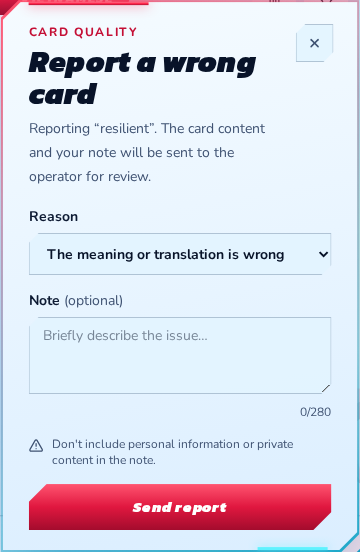 CARD QUALITY
Report a wrong
card
Reporting “resilient”. The card content
and your note will be sent to the
operator for review.
Reason
The meaning or translation is wrong
Note (optional)
Briefly describe the issue...
0/280
Don't include personal information or private
content in the note.
Send report